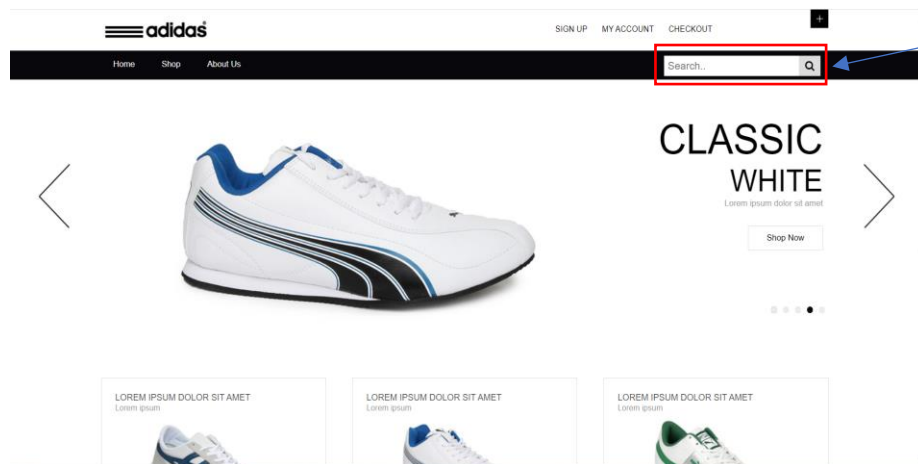 adidas
SIGN UP MY ACCOUNT CHECKOUT
+
Home Shop About Us
Search..
CLASSIC
WHITE
Lorem ipsum dolor sit amet
Shop Now
LOREM IPSUM DOLOR SIT AMET
Lorem ipsum
LOREM IPSUM DOLOR SIT AMET
Lorem ipsum
LOREM IPSUM DOLOR SIT AMET
Lorem ipsum